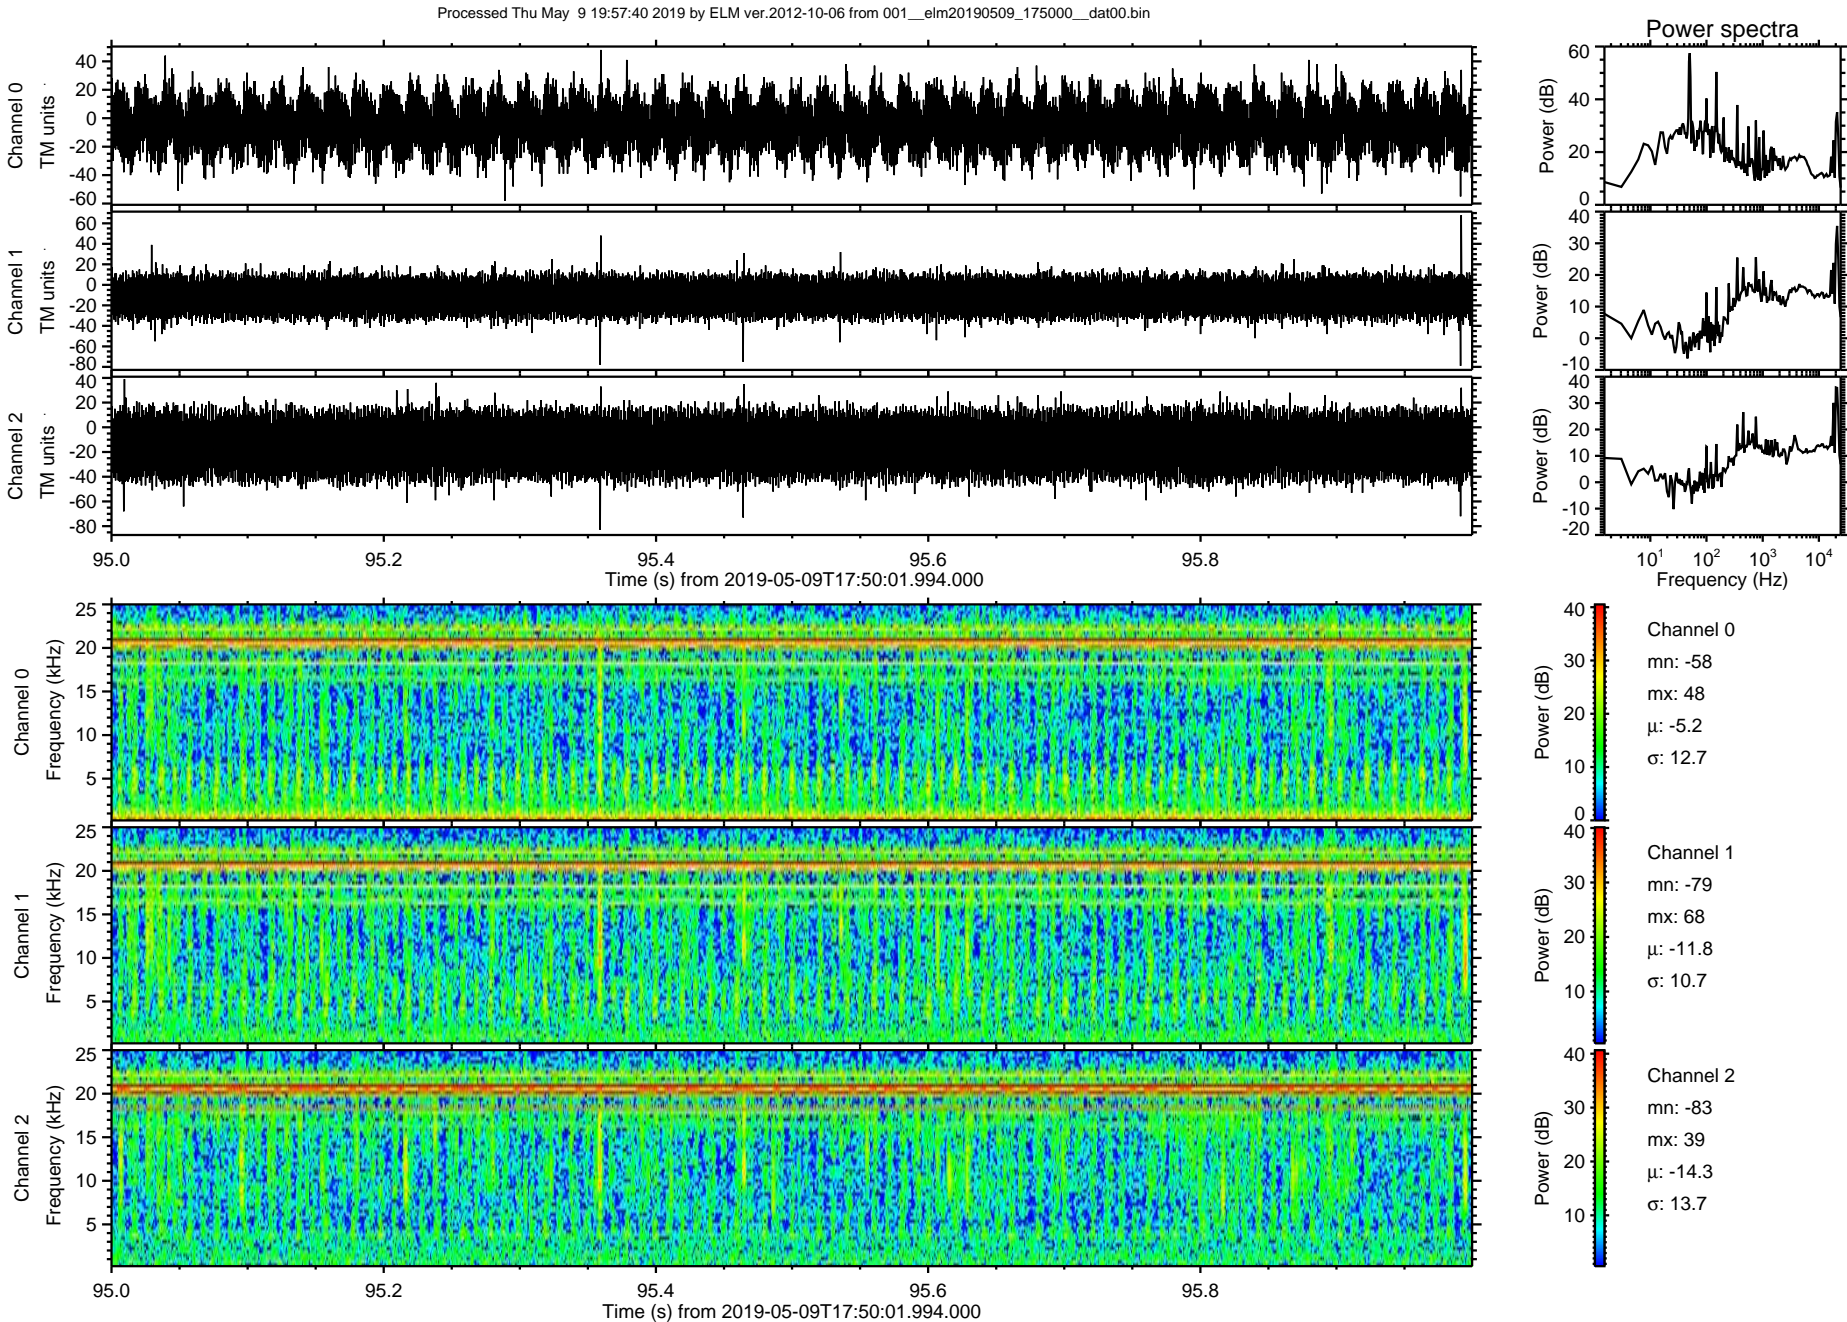 Processed Thu May  9 19:57:40 2019 by ELM ver.2012-10-06 from 001__elm20190509_175000__dat00.bin
Power spectra
Channel 0
TM units
40
20
0
-20
-40
-60
Power (dB)
60
40
20
0
Channel 1
TM units
60
40
20
0
-20
-40
-60
-80
Power (dB)
40
30
20
10
0
-10
Channel 2
TM units
40
20
0
-20
-40
-60
-80
Power (dB)
40
30
20
10
0
-10
-20
95.0 95.2 95.4 95.6 95.8
Time (s) from 2019-05-09T17:50:01.994.000
10^1 10^2 10^3 10^4
Frequency (Hz)
Channel 0
Frequency (kHz)
25
20
15
10
5
Power (dB)
40
30
20
10
0
Channel 0
mn: -58
mx: 48
μ: -5.2
σ: 12.7
Channel 1
Frequency (kHz)
25
20
15
10
5
Power (dB)
40
30
20
10
Channel 1
mn: -79
mx: 68
μ: -11.8
σ: 10.7
Channel 2
Frequency (kHz)
25
20
15
10
5
Power (dB)
40
30
20
10
Channel 2
mn: -83
mx: 39
μ: -14.3
σ: 13.7
95.0 95.2 95.4 95.6 95.8
Time (s) from 2019-05-09T17:50:01.994.000